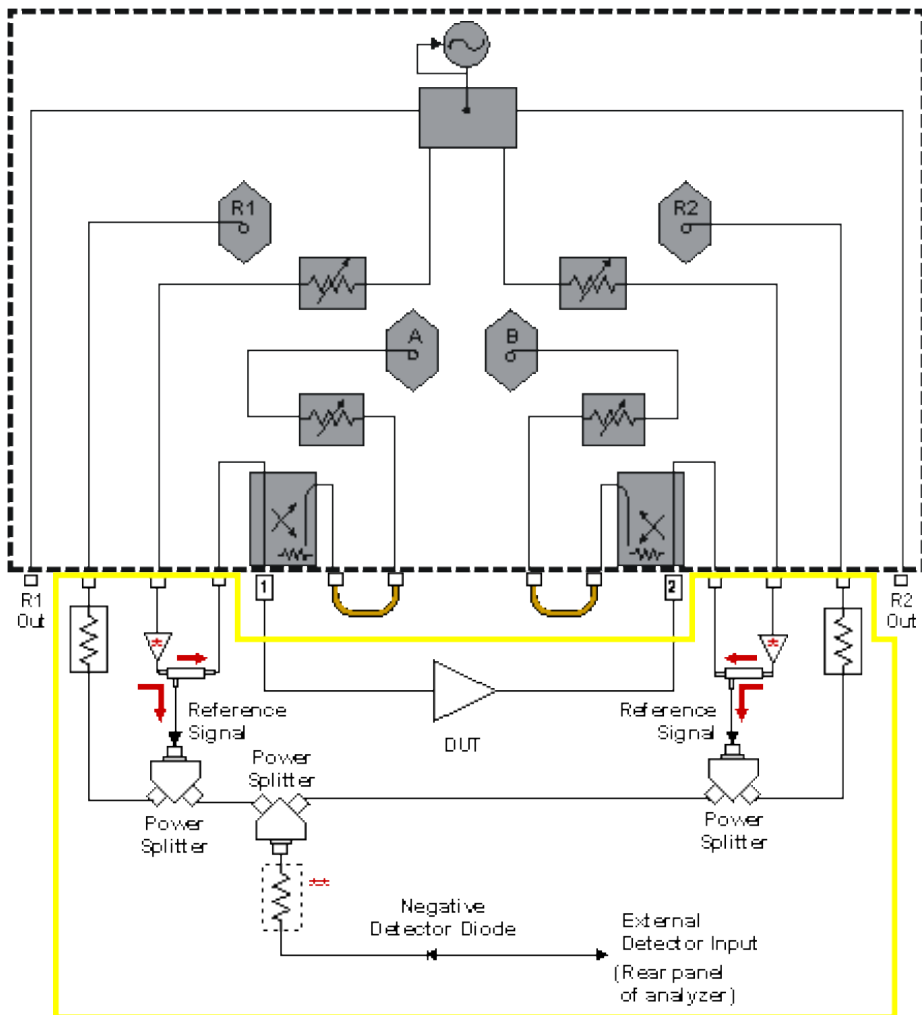 R1
R2
A
B
R1
Out
1
2
R2
Out
*
*
Reference
Signal
Reference
Signal
DUT
Power
Splitter
Power
Splitter
Power
Splitter
**
Negative
Detector Diode
External
Detector Input
(Rear panel
of analyzer)